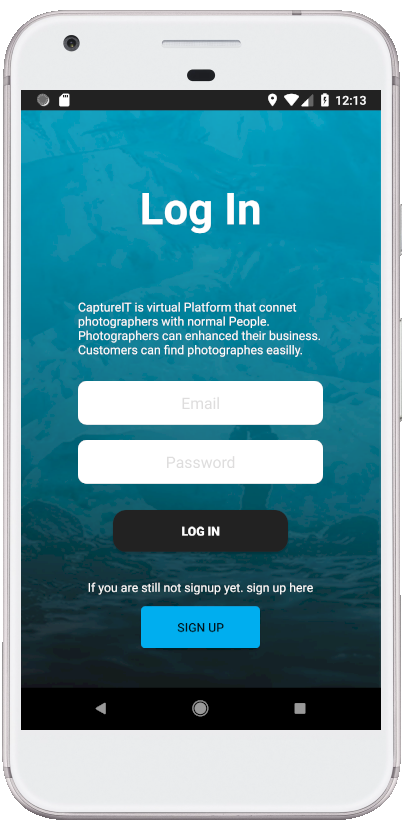 12:13
Log In
CaptureIT is virtual Platform that connet
photographers with normal People.
Photographers can enhanced their business.
Customers can find photographes easilly.
Email
Password
LOG IN
If you are still not signup yet. sign up here
SIGN UP